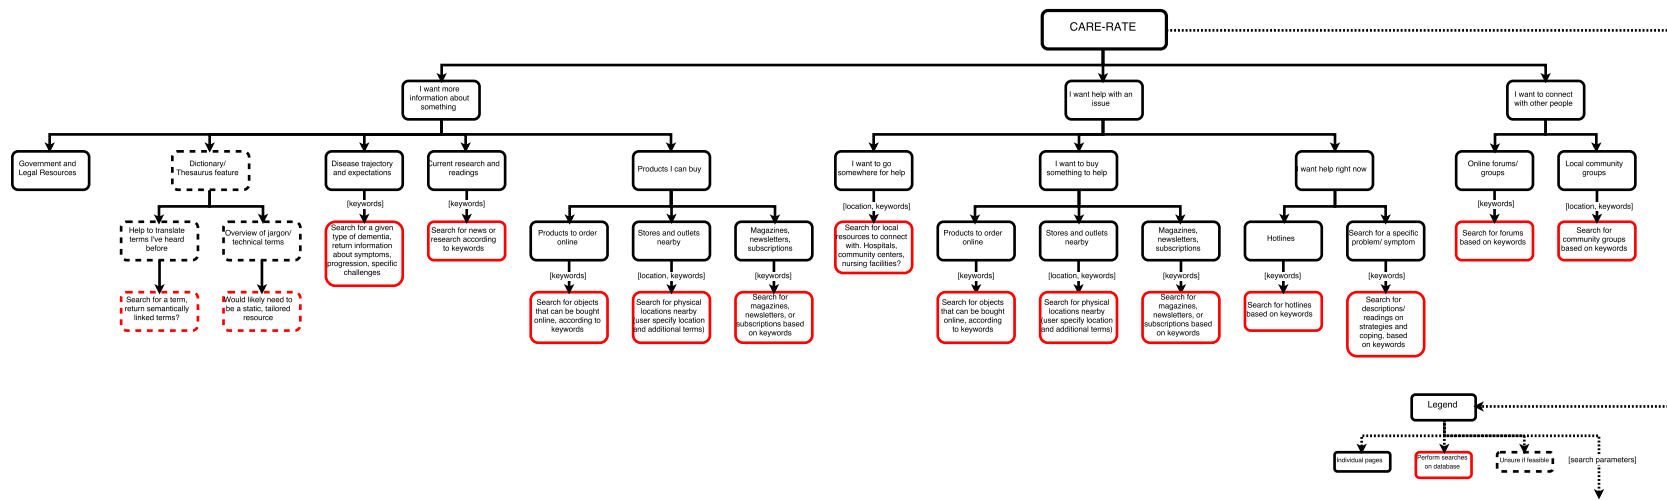 CARE-RATE
I want more
information about
something
I want help with an
issue
I want to connect
with other people
Government and
Legal Resources
Dictionary/
Thesaurus feature
Disease trajectory
and expectations
Current research and
readings
Products I can buy
I want to go
somewhere for help
I want to buy
something to help
I want help right now
Online forums/
groups
Local community
groups
[keywords]
[keywords]
[location, keywords]
[keywords]
[location, keywords]
Help to translate
terms I've heard
before
Overview of jargon/
technical terms
Search for a given
type of dementia,
return information
about symptoms,
progression, specific
challenges
Search for news or
research according
to keywords
Products to order
online
Stores and outlets
nearby
Magazines,
newsletters,
subscriptions
Search for local
resources to connect
with. Hospitals,
community centers,
nursing facilities?
Products to order
online
Stores and outlets
nearby
Magazines,
newsletters,
subscriptions
Hotlines
Search for a specific
problem/ symptom
Search for forums
based on keywords
Search for
community groups
based on keywords
[keywords]
[location, keywords]
[keywords]
[keywords]
[location, keywords]
[keywords]
[keywords]
[keywords]
Search for a term,
return semantically
linked terms?
Would likely need to
be a static, tailored
resource
Search for objects
that can be bought
online, according to
keywords
Search for physical
locations nearby
(user specify location
and additional terms)
Search for
magazines,
newsletters, or
subscriptions based
on keywords
Search for objects
that can be bought
online, according
to keywords
Search for physical
locations nearby
(user specify location
and additional terms)
Search for
magazines,
newsletters, or
subscriptions based
on keywords
Search for hotlines
based on keywords
Search for
descriptions/
readings on
strategies and
coping, based
on keywords
Legend
Individual pages
Perform searches
on database
Unsure if feasible
[search parameters]